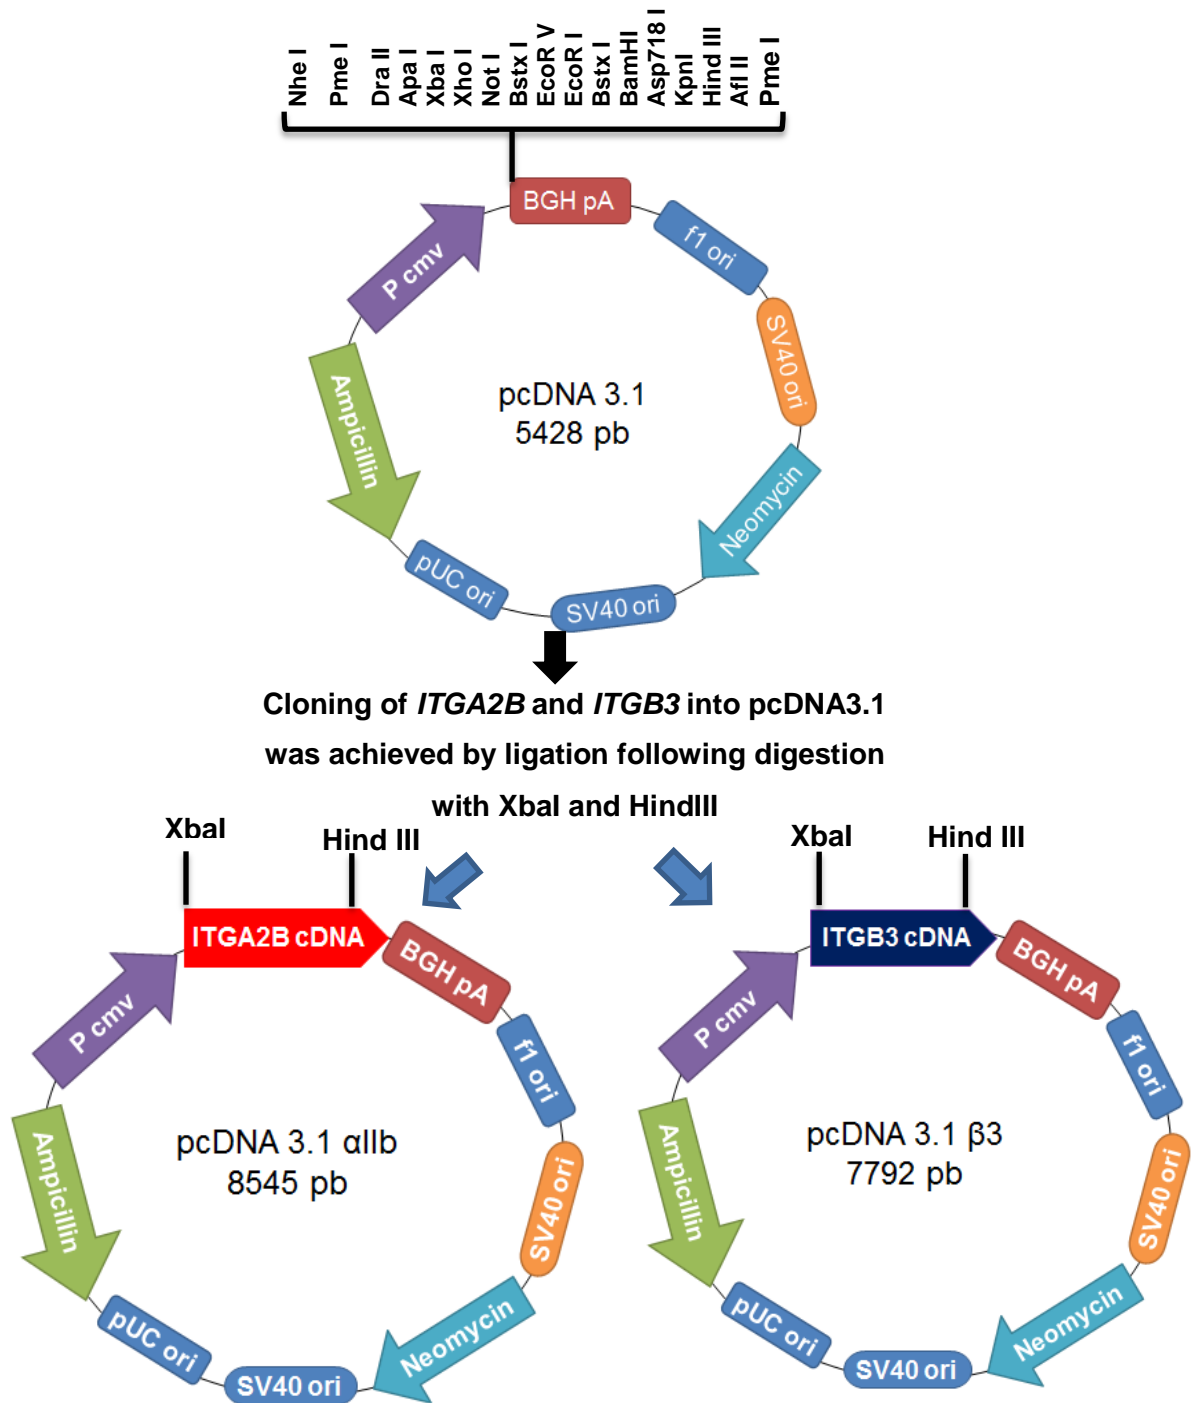 Nhe I
Pme I
Dra II
Apa I
Xba I
Xho I
Not I
Bstx I
EcoR V
EcoR I
Bstx I
BamHI
Asp718 I
KpnI
Hind III
Afl II
Pme I
BGH pA
f1 ori
P cmv
SV40 ori
Ampicillin
pcDNA 3.1
5428 pb
Neomycin
pUC ori
SV40 ori
Cloning of ITGA2B and ITGB3 into pcDNA3.1
was achieved by ligation following digestion
with XbaI and HindIII
XbaI
Hind III
ITGA2B cDNA
BGH pA
P cmv
f1 ori
Ampicillin
pcDNA 3.1 αIIb
8545 pb
SV40 ori
Neomycin
pUC ori
SV40 ori
XbaI
Hind III
ITGB3 cDNA
BGH pA
P cmv
f1 ori
Ampicillin
pcDNA 3.1 β3
7792 pb
SV40 ori
Neomycin
pUC ori
SV40 ori